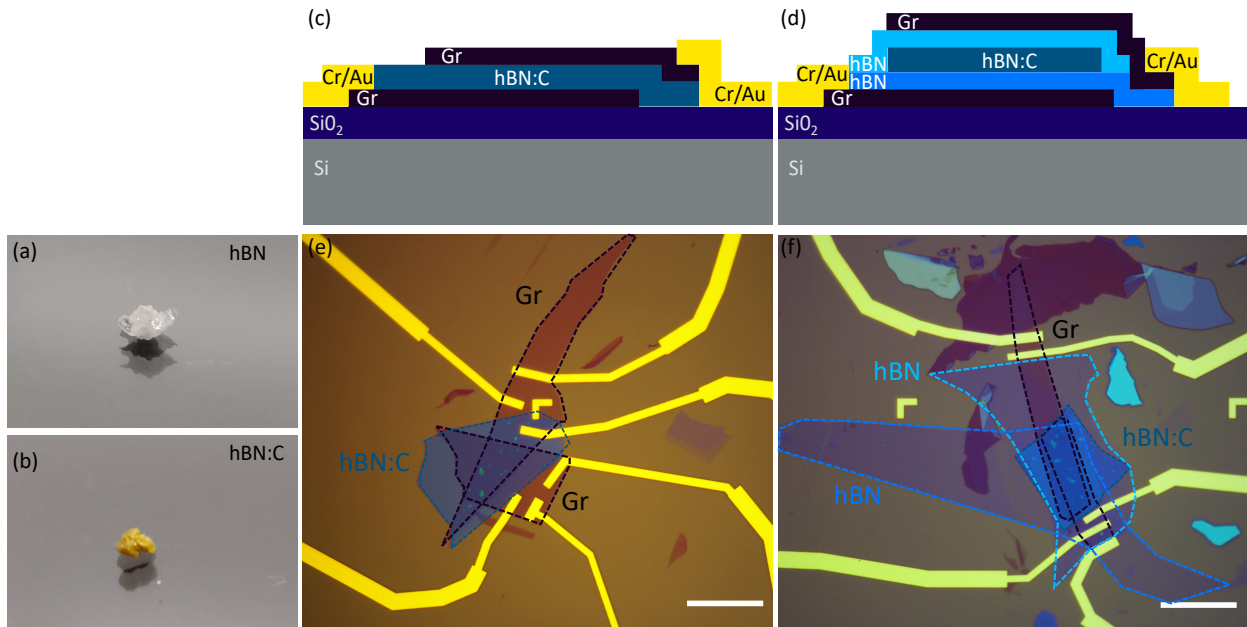 (c)
Gr
Cr/Au
hBN:C
Gr
Cr/Au
SiO2
Si
(d)
Gr
hBN
hBN:C
Cr/Au
Cr/Au
hBN
Gr
SiO2
Si
(a)
hBN
(b)
hBN:C
(e)
Gr
hBN:C
Gr
(f)
Gr
hBN
hBN:C
hBN